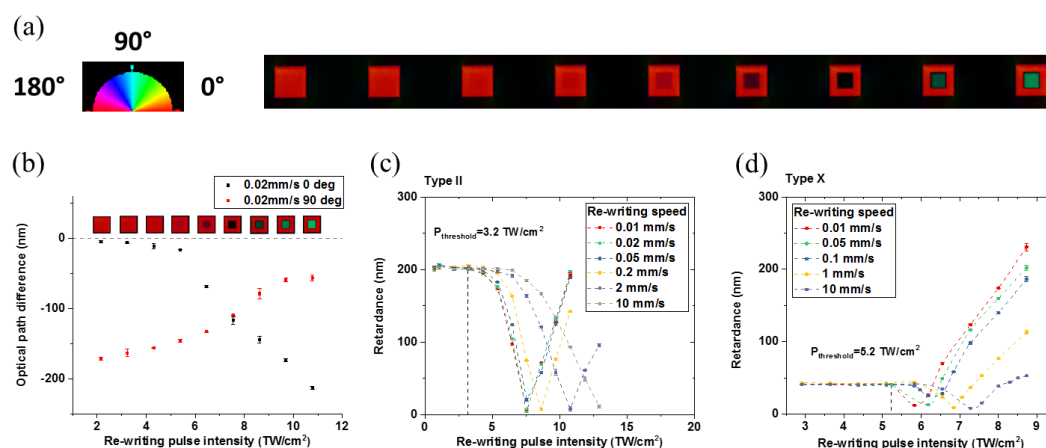 (a)
90°
180°
0°
(b)
0.02mm/s 0 deg
0.02mm/s 90 deg
0
-100
-200
Optical path difference (nm)
2 4 6 8 10 12
Re-writing pulse intensity (TW/cm²)
(c)
Type II
P threshold=3.2 TW/cm²
Re-writing speed
0.01 mm/s
0.02 mm/s
0.05 mm/s
0.2 mm/s
2 mm/s
10 mm/s
300
200
100
0
Retardance (nm)
0 5 10 15 20
Re-writing pulse intensity (TW/cm²)
(d)
Type X
Re-writing speed
0.01 mm/s
0.05 mm/s
0.1 mm/s
1 mm/s
10 mm/s
P threshold=5.2 TW/cm²
300
200
100
0
Retardance (nm)
3 4 5 6 7 8 9
Re-writing pulse intensity (TW/cm²)